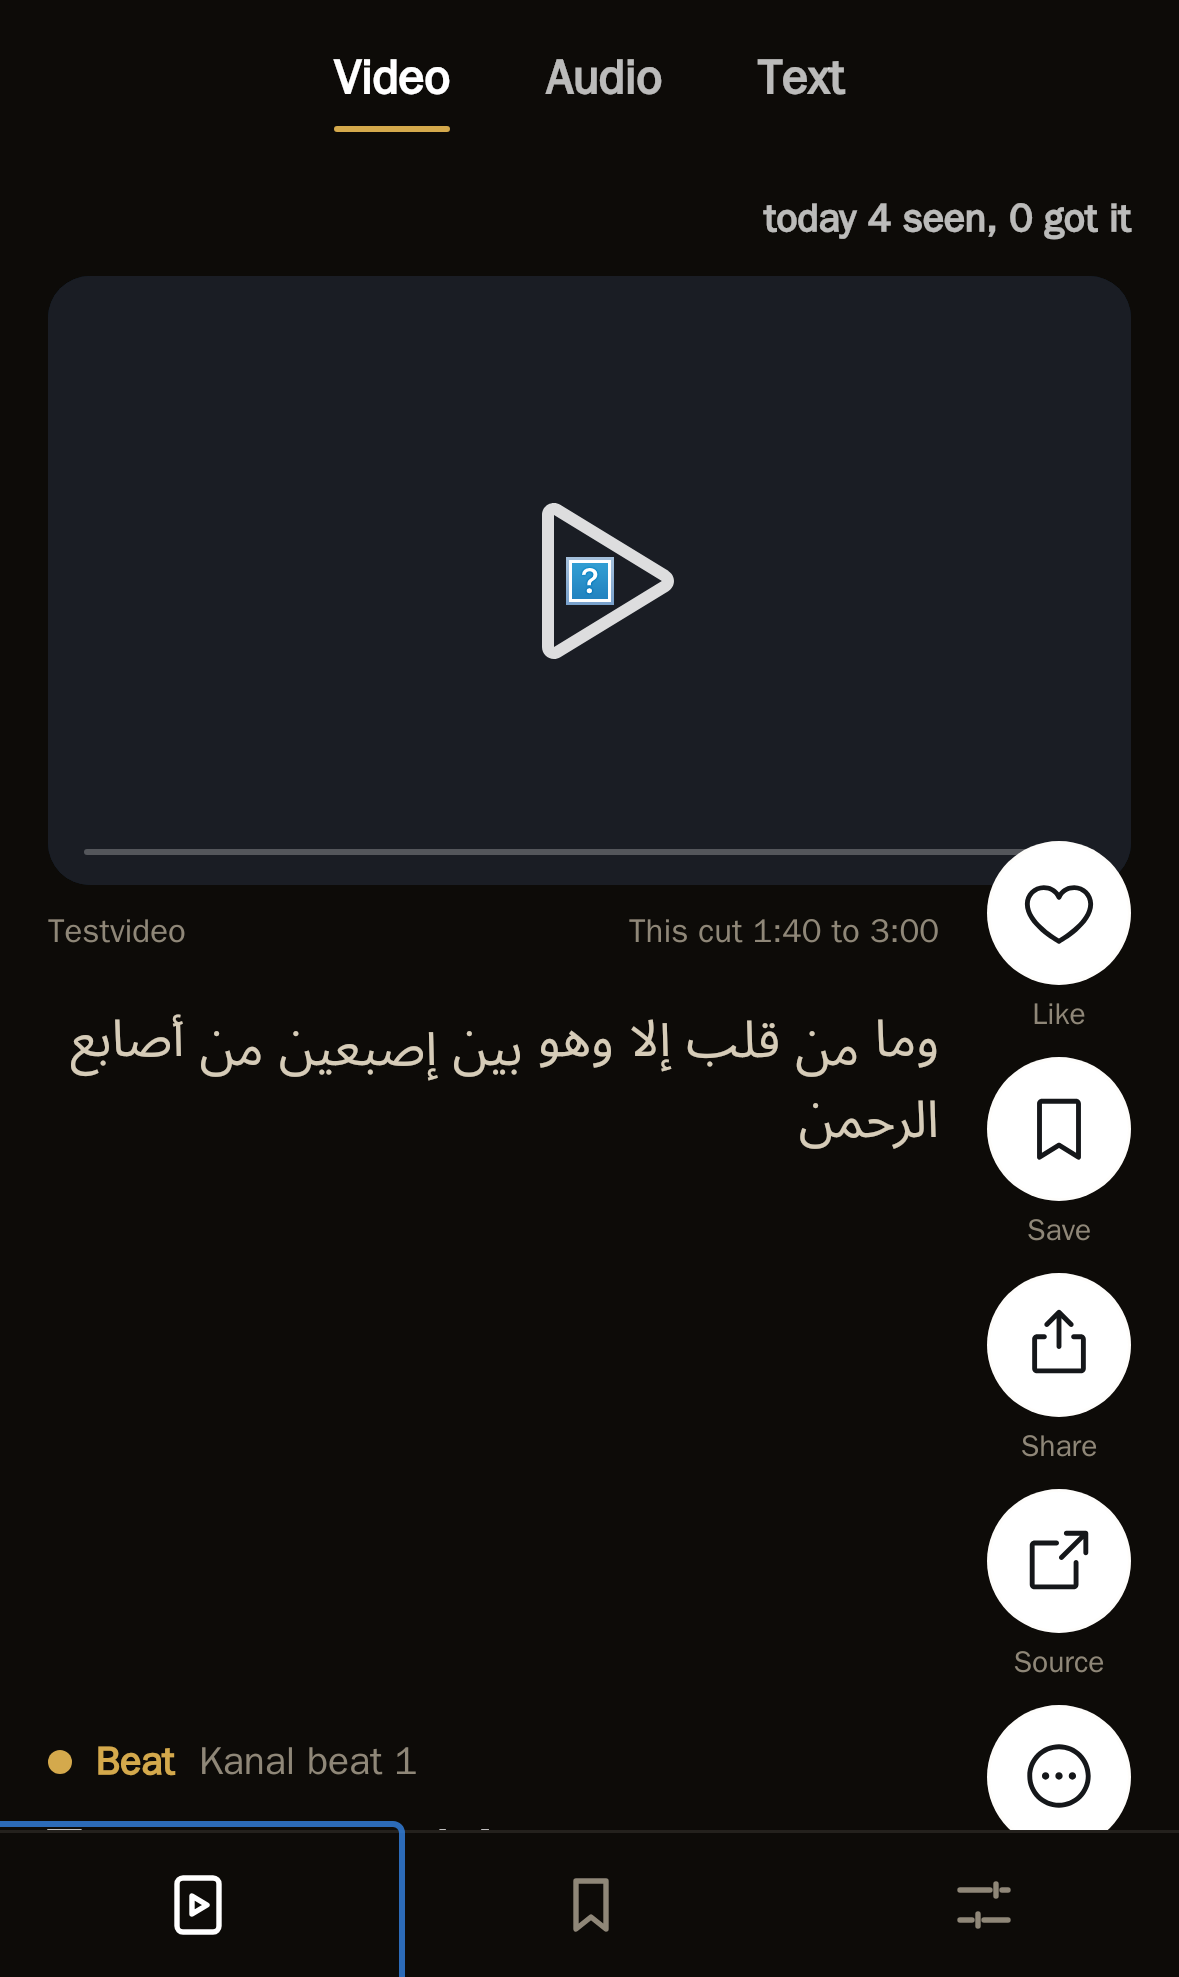 Video Audio Text
today 4 seen, 0 got it
?
Testvideo This cut 1:40 to 3:00
Like
وما من قلب إلا وهو بين إصبعين من أصابع
الرحمن
Save
Share
Source
Beat Kanal beat 1